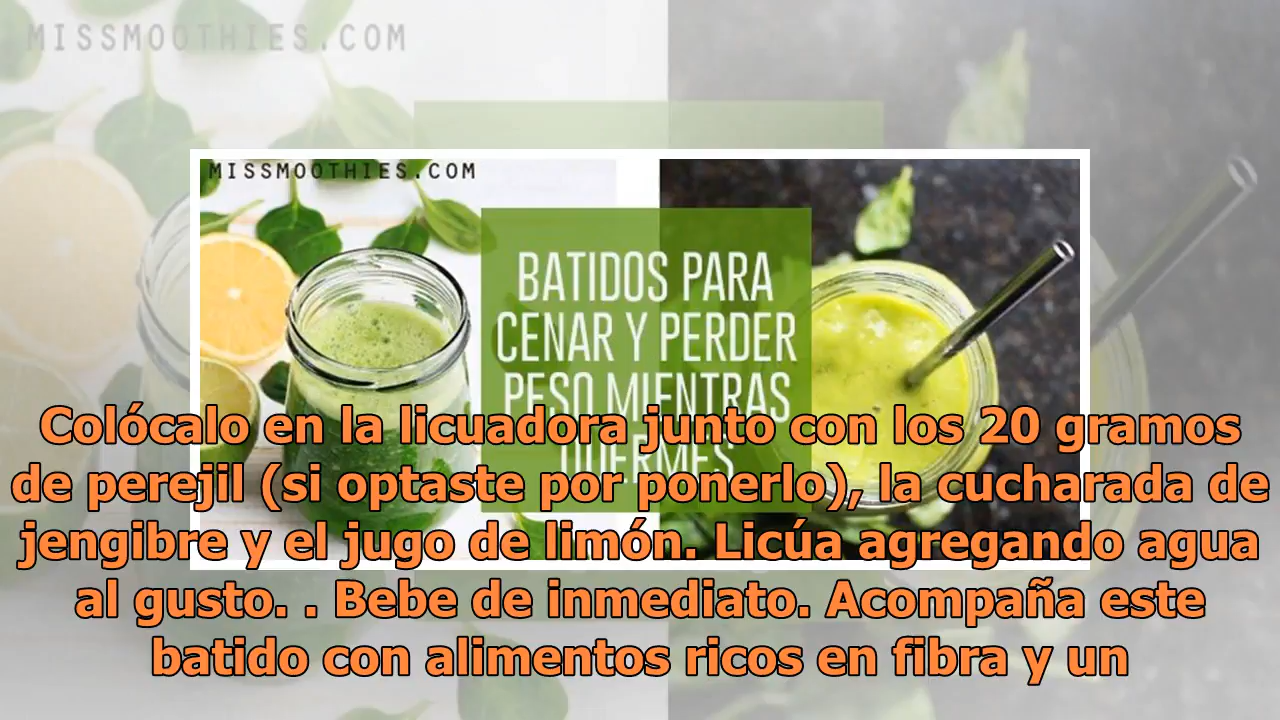 MISSMOOTHIES.COM
MISSMOOTHIES.COM
BATIDOS PARA
CENAR Y PERDER
PESO MIENTRAS
DUERMES
Colócalo en la licuadora junto con los 20 gramos
de perejil (si optaste por ponerlo), la cucharada de
jengibre y el jugo de limón. Licúa agregando agua
al gusto. . Bebe de inmediato. Acompaña este
batido con alimentos ricos en fibra y un